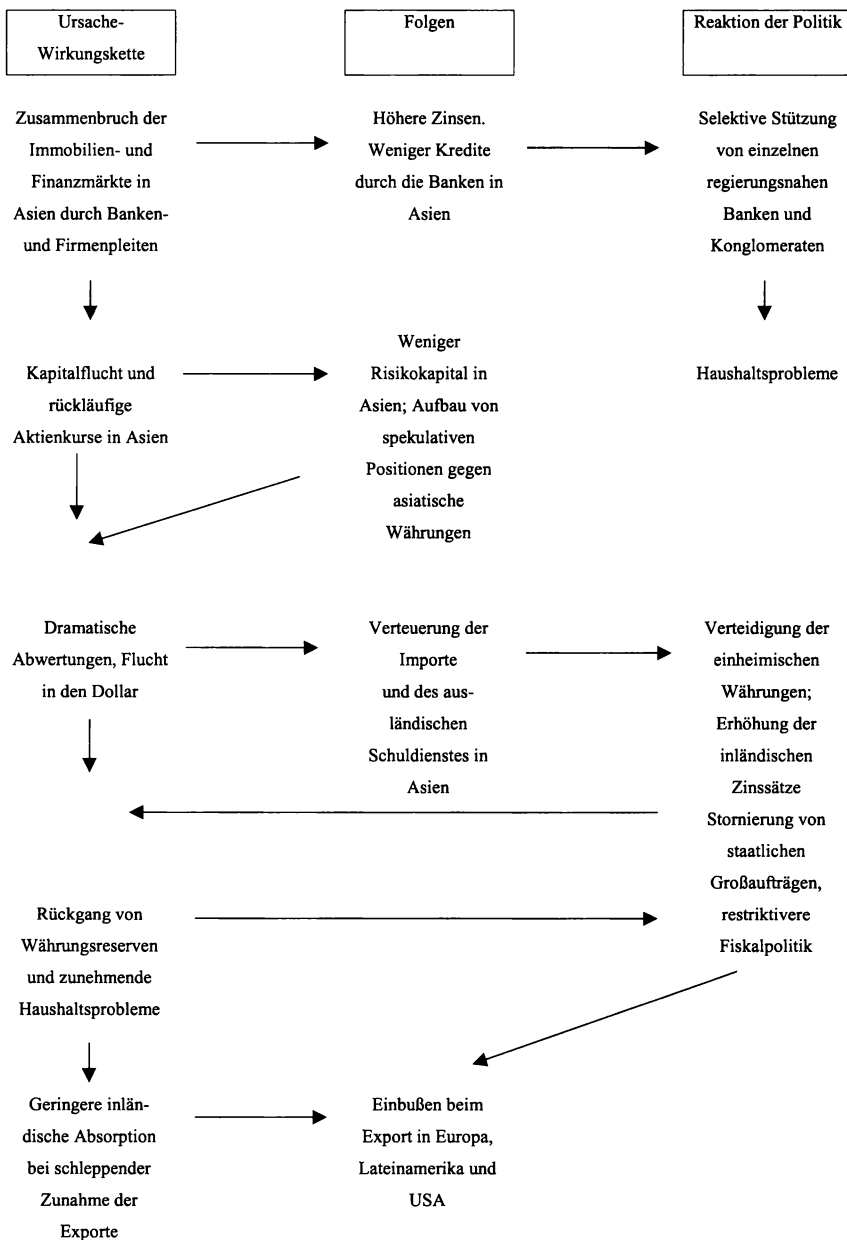 Ursache-
Wirkungskette
Folgen
Reaktion der Politik
Zusammenbruch der
Immobilien- und
Finanzmärkte in
Asien durch Banken-
und Firmenpleiten
Höhere Zinsen.
Weniger Kredite
durch die Banken in
Asien
Selektive Stützung
von einzelnen
regierungsnahen
Banken und
Konglomeraten
Kapitalflucht und
rückläufige
Aktienkurse in Asien
Weniger
Risikokapital in
Asien; Aufbau von
spekulativen
Positionen gegen
asiatische
Währungen
Haushaltsprobleme
Dramatische
Abwertungen, Flucht
in den Dollar
Verteuerung der
Importe
und des aus-
ländischen
Schuldienstes in
Asien
Verteidigung der
einheimischen
Währungen;
Erhöhung der
inländischen
Zinssätze
Stornierung von
staatlichen
Großaufträgen,
restriktivere
Fiskalpolitik
Rückgang von
Währungsreserven
und zunehmende
Haushaltsprobleme
Geringere inlän-
dische Absorption
bei schleppender
Zunahme der
Exporte
Einbußen beim
Export in Europa,
Lateinamerika und
USA